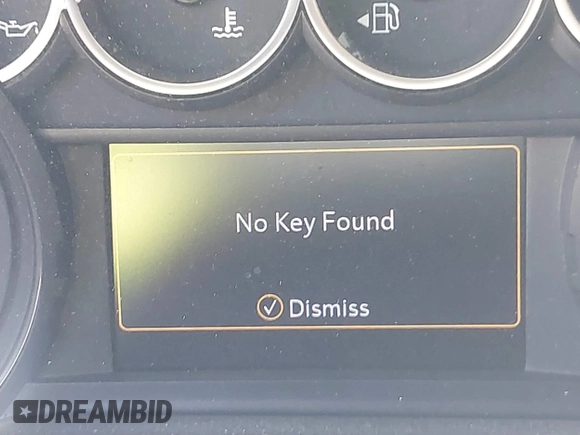 No Key Found
Dismiss
DREAMBID